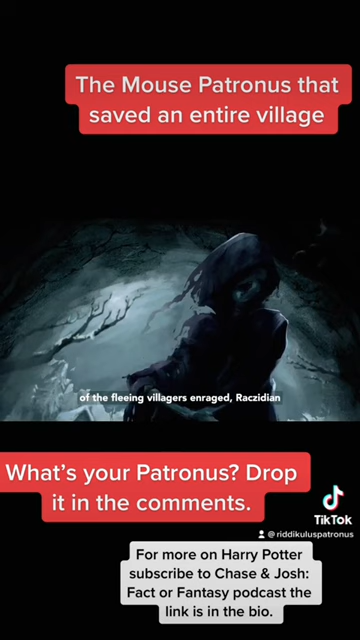 The Mouse Patronus that
saved an entire village
of the fleeing villagers enraged, Raczidian
What's your Patronus? Drop
it in the comments.
TikTok
@riddikuluspatronus
For more on Harry Potter
subscribe to Chase & Josh:
Fact or Fantasy podcast the
link is in the bio.